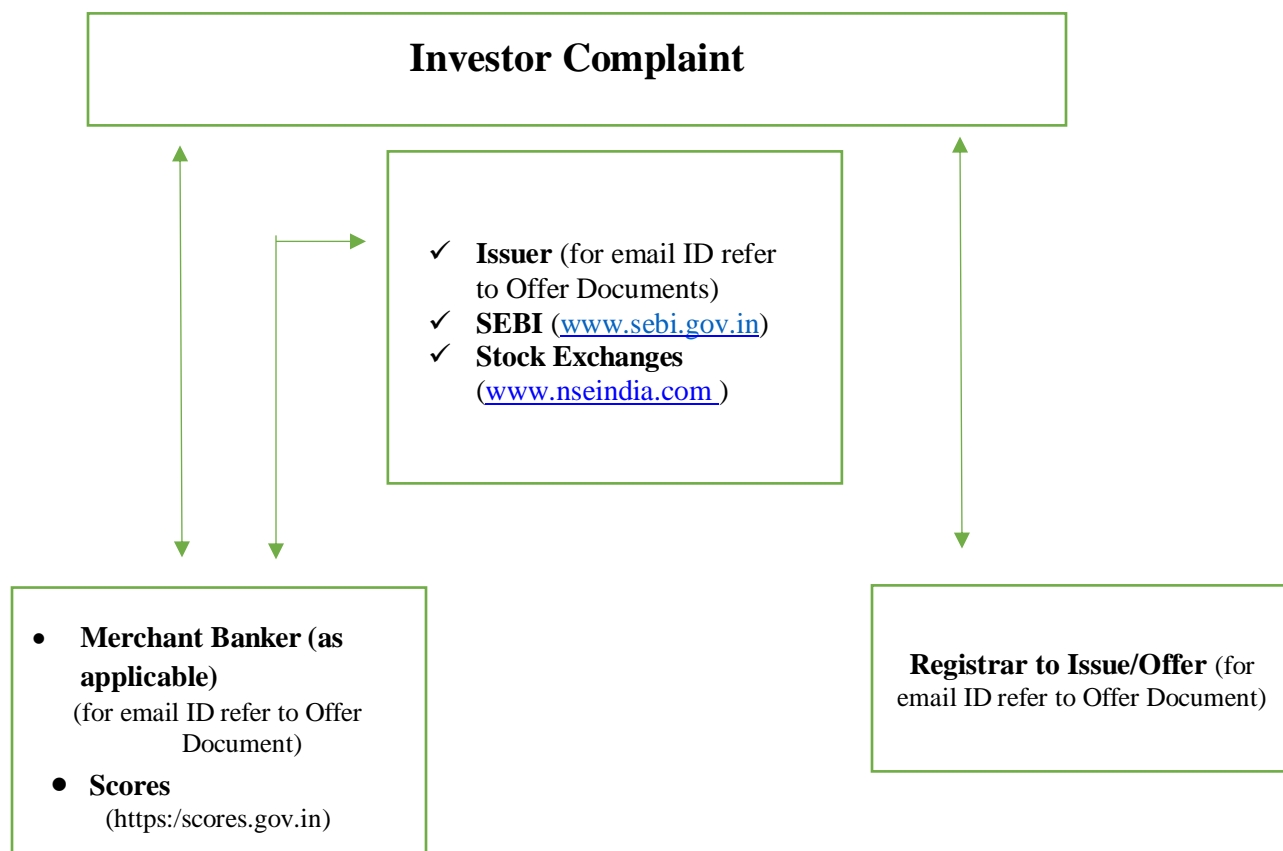 Investor Complaint
✓ Issuer (for email ID refer
to Offer Documents)
✓ SEBI (www.sebi.gov.in)
✓ Stock Exchanges
(www.nseindia.com )
• Merchant Banker (as
applicable)
(for email ID refer to Offer
Document)
• Scores
(https:/scores.gov.in)
Registrar to Issue/Offer (for
email ID refer to Offer Document)